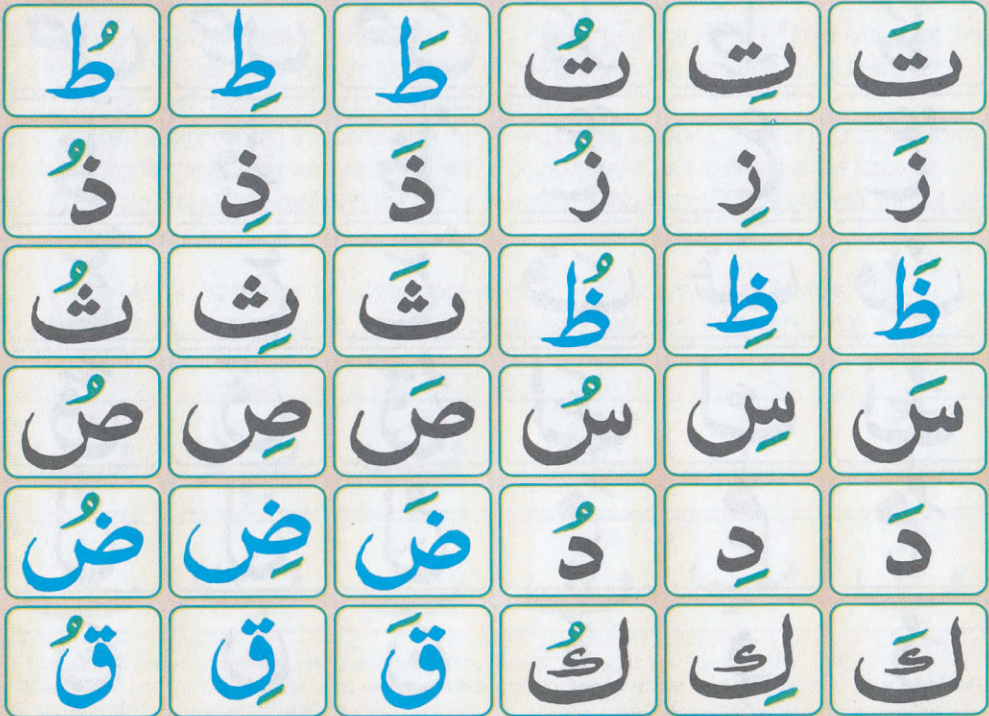 تَ تِ تُ طَ طِ طُ
زَ زِ زُ ذَ ذِ ذُ
ظَ ظِ ظُ ثَ ثِ ثُ
سَ سِ سُ صَ صِ صُ
دَ دِ دُ ضَ ضِ ضُ
كَ كِ كُ قَ قِ قُ